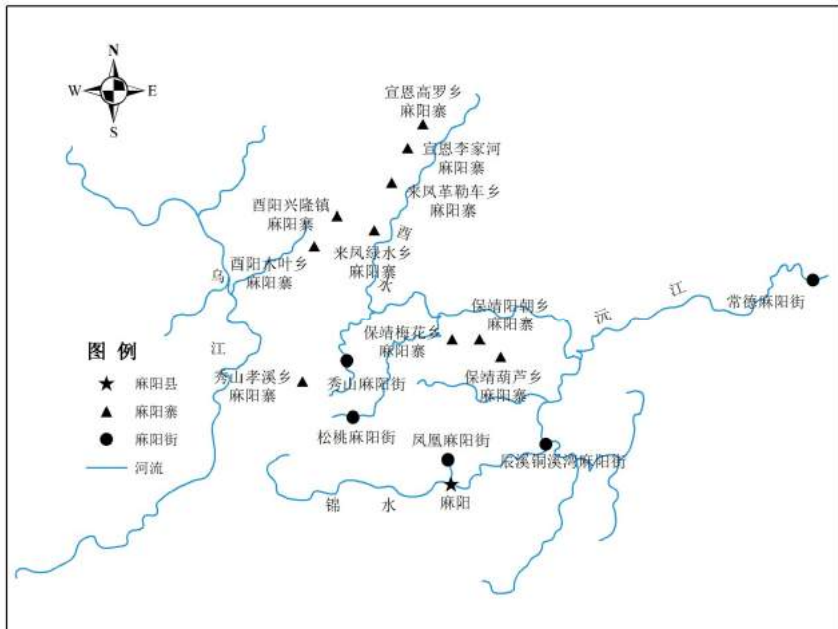 N
W
E
S
宣恩高罗乡
麻阳寨
宣恩李家河
麻阳寨
来凤革勒车乡
麻阳寨
酉阳兴隆镇
麻阳寨
酉阳木叶乡
麻阳寨
来凤绿水乡
麻阳寨
酉
水
乌
江
保靖阳朝乡
麻阳寨
保靖梅花乡
麻阳寨
保靖葫芦乡
麻阳寨
沅
江
常德麻阳街
秀山孝溪乡
麻阳寨
秀山麻阳街
松桃麻阳街
凤凰麻阳街
辰溪铜溪湾麻阳街
麻阳
锦 水
图 例
麻阳县
麻阳寨
麻阳街
河流